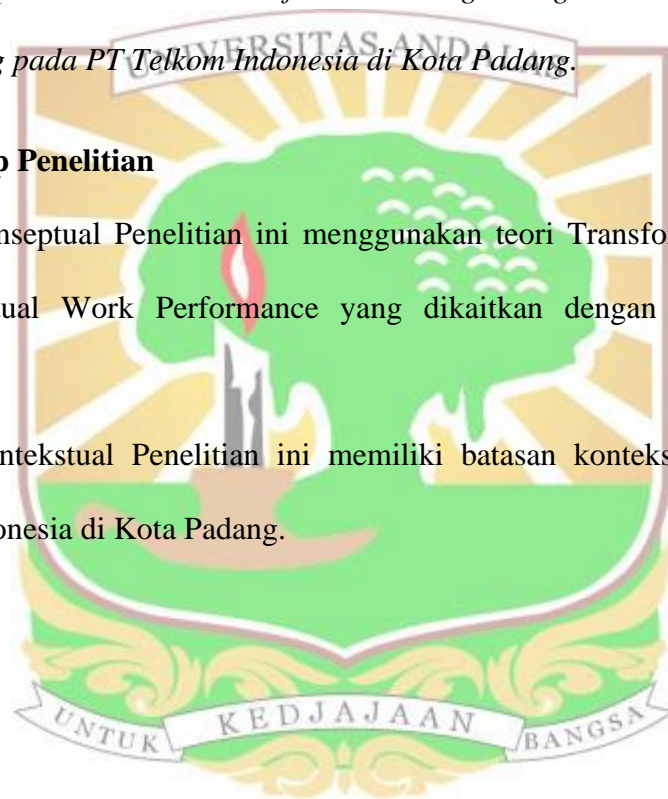 UNIVERSITAS ANDALAS
g pada PT Telkom Indonesia di Kota Padang.
p Penelitian
nseptual Penelitian ini menggunakan teori Transfor
ual Work Performance yang dikaitkan dengan
ntekstual Penelitian ini memiliki batasan konteks
onesia di Kota Padang.
UNTUK KEDJAJAAN BANGSA